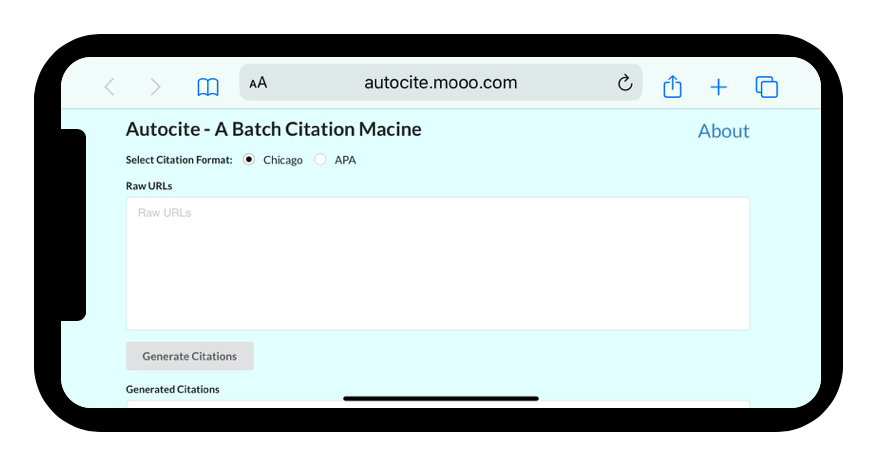 AA autocite.mooo.com
Autocite - A Batch Citation Macine About
Select Citation Format: Chicago APA
Raw URLs
Raw URLs
Generate Citations
Generated Citations